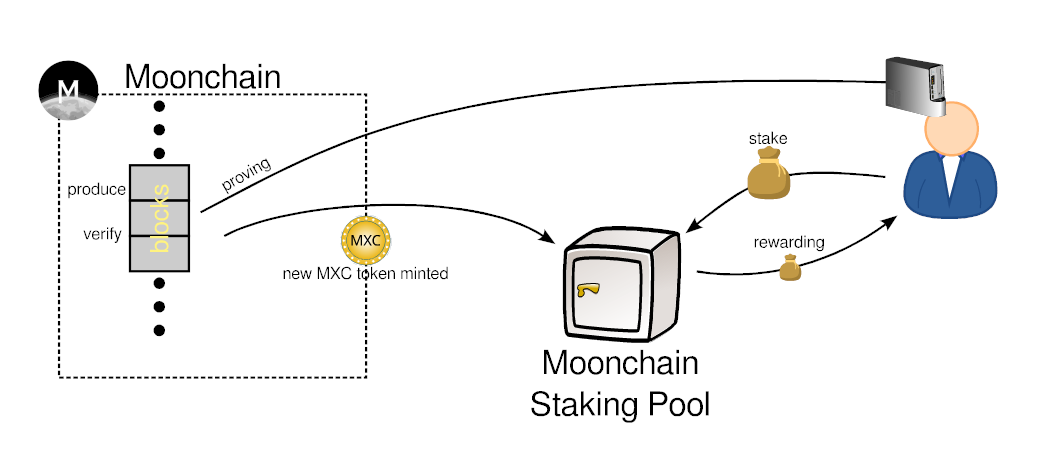 M
Moonchain
produce
verify
blocks
proving
MXC
new MXC token minted
stake
rewarding
Moonchain
Staking Pool